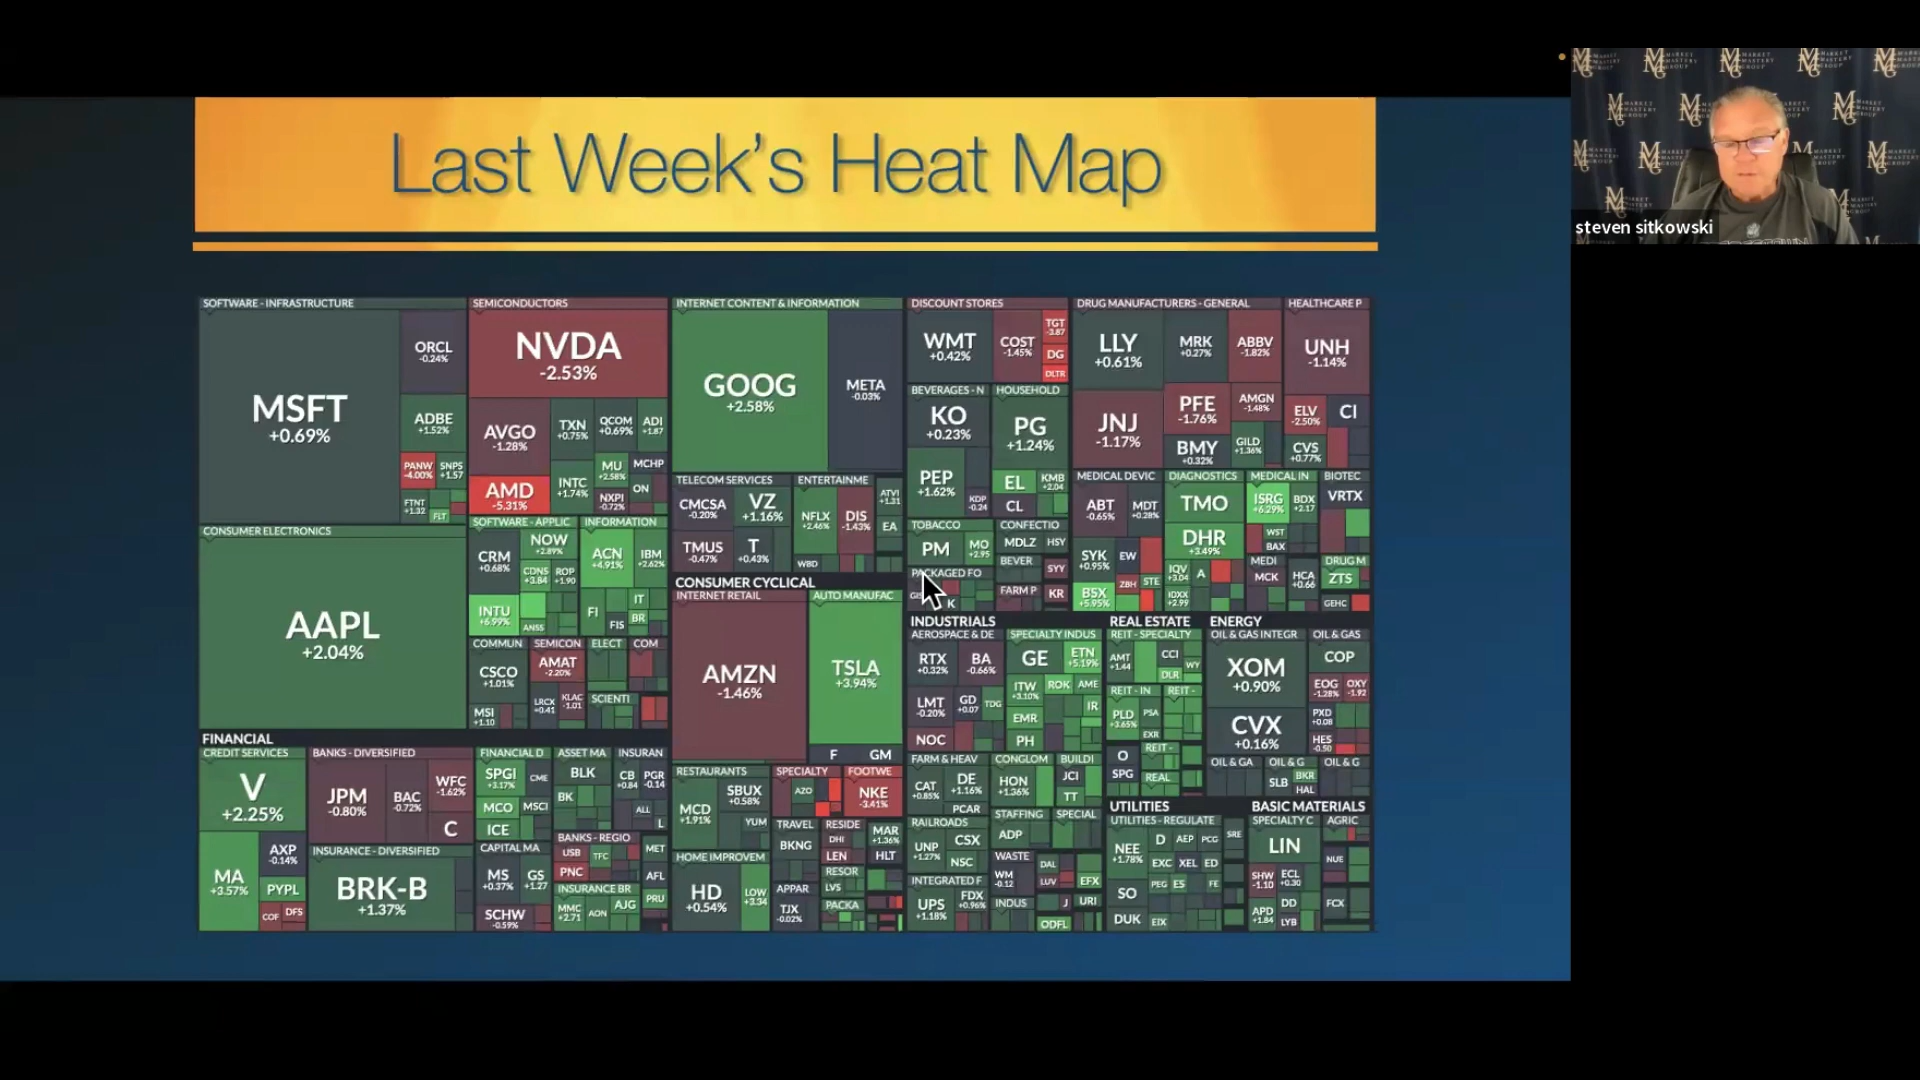 Last Week's Heat Map
steven sitkowski
MARKET MASTERY GROUP
SOFTWARE - INFRASTRUCTURE
MSFT
+0.69%
ORCL
-0.24%
ADBE
+1.52%
PANW
-4.00%
SNPS
+1.57
FTNT
+1.32
FLT
CONSUMER ELECTRONICS
AAPL
+2.04%
SEMICONDUCTORS
NVDA
-2.53%
AVGO
-1.28%
AMD
-5.31%
TXN
+0.75%
QCOM
+0.69%
ADI
+1.87
INTC
+1.74%
MU
+2.58%
MCHP
NXPI
-0.72%
ON
SOFTWARE - APPLIC
CRM
+0.68%
NOW
+2.89%
CDNS
+3.84
ROP
+1.90
INTU
+6.99%
ANSS
INFORMATION
ACN
+4.91%
IBM
+2.62%
FI
IT
FIS
BR
COMMUN
CSCO
+1.01%
MSI
+1.10
SEMICON
AMAT
-2.20%
LRCX
+0.41
KLAC
-1.01
ELECT
COM
SCIENTI
INTERNET CONTENT & INFORMATION
GOOG
+2.58%
META
-0.03%
TELECOM SERVICES
CMCSA
-0.20%
VZ
+1.16%
TMUS
-0.47%
T
+0.43%
ENTERTAINME
NFLX
+2.46%
DIS
-1.43%
ATVI
+1.31
EA
WBD
CONSUMER CYCLICAL
INTERNET RETAIL
AMZN
-1.46%
AUTO MANUFAC
TSLA
+3.94%
F
GM
RESTAURANTS
MCD
+1.91%
SBUX
+0.58%
YUM
SPECIALTY
AZO
FOOTWE
NKE
-3.41%
HOME IMPROVEM
HD
+0.54%
LOW
+3.34
TRAVEL
BKNG
RESIDE
DHI
LEN
MAR
+1.36%
HLT
RESOR
LVS
APPAR
TJX
-0.02%
PACKA
DISCOUNT STORES
WMT
+0.42%
COST
-1.45%
TGT
-3.87
DG
DLTR
BEVERAGES - N
KO
+0.23%
PEP
+1.62%
KDP
-0.24
HOUSEHOLD
PG
+1.24%
EL
KMB
+2.04
CL
TOBACCO
PM
MO
+2.95
CONFECTIO
MDLZ
HSY
PACKAGED FO
K
BEVER
SYY
FARM P
KR
DRUG MANUFACTURERS - GENERAL
LLY
+0.61%
MRK
+0.27%
ABBV
-1.82%
JNJ
-1.17%
PFE
-1.76%
AMGN
-1.48%
BMY
+0.32%
GILD
+1.36%
HEALTHCARE P
UNH
-1.14%
ELV
-2.50%
CI
CVS
+0.77%
MEDICAL DEVIC
ABT
-0.65%
MDT
+0.28%
SYK
+0.95%
EW
BSX
+5.95%
ZBH
STE
DIAGNOSTICS
TMO
DHR
+3.49%
IQV
+3.04
A
IDXX
+2.99
MEDICAL IN
ISRG
+6.29%
BDX
+2.17
WST
BAX
BIOTEC
VRTX
MEDI
MCK
HCA
+0.66
DRUG M
ZTS
GEHC
INDUSTRIALS
AEROSPACE & DE
RTX
+0.32%
BA
-0.66%
LMT
-0.20%
GD
+0.07
TDG
NOC
SPECIALTY INDUS
GE
ETN
+5.19%
ITW
+3.10%
ROK
AME
EMR
IR
PH
FARM & HEAV
CAT
+0.85%
DE
+1.16%
PCAR
CONGLOM
HON
+1.36%
BUILDI
JCI
TT
RAILROADS
UNP
+1.27%
CSX
NSC
STAFFING
ADP
SPECIAL
WASTE
WM
-0.12
DAL
LUV
EFX
INTEGRATED F
UPS
+1.18%
FDX
+0.96%
INDUS
J
URI
ODFL
REAL ESTATE
REIT - SPECIALTY
AMT
+1.44
CCI
WY
DLR
REIT - IN
PLD
+3.65%
PSA
EXR
REIT -
O
SPG
REIT -
REAL
ENERGY
OIL & GAS INTEGR
XOM
+0.90%
CVX
+0.16%
OIL & GAS
COP
EOG
-1.28%
OXY
-1.92
PXD
+0.08
HES
-0.50
OIL & GA
OIL & G
SLB
BKR
HAL
OIL & G
UTILITIES
UTILITIES - REGULATE
NEE
+1.78%
D
AEP
PCG
SRE
EXC
XEL
ED
SO
PEG
ES
FE
DUK
EIX
BASIC MATERIALS
SPECIALTY C
LIN
AGRIC
NUE
SHW
-1.10
ECL
+0.30
APD
+1.84
DD
LYB
FCX
FINANCIAL
CREDIT SERVICES
V
+2.25%
MA
+3.57%
AXP
-0.14%
PYPL
COF
DFS
BANKS - DIVERSIFIED
JPM
-0.80%
BAC
-0.72%
WFC
-1.62%
C
INSURANCE - DIVERSIFIED
BRK-B
+1.37%
FINANCIAL D
SPGI
+3.17%
CME
MCO
MSCI
ICE
CAPITAL MA
MS
+0.37%
GS
+1.27
SCHW
-0.59%
ASSET MA
BLK
BK
BANKS - REGIO
USB
TFC
PNC
INSURANCE BR
MMC
+2.71
AON
AJG
INSURAN
CB
+0.84
PGR
-0.14
ALL
L
MET
AFL
PRU